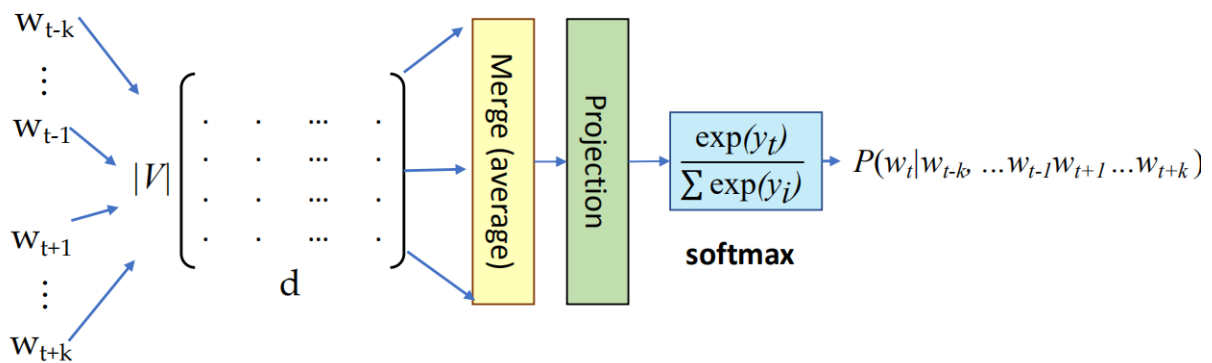 w_{t-k}
⋮
w_{t-1}
w_{t+1}
⋮
w_{t+k}
|V|
. . ... .
. . ... .
. . ... .
. . ... .
d
Merge (average)
Projection
exp(y_t)
∑ exp(y_i)
softmax
P(w_t|w_{t-k}, ...w_{t-1}w_{t+1}...w_{t+k})